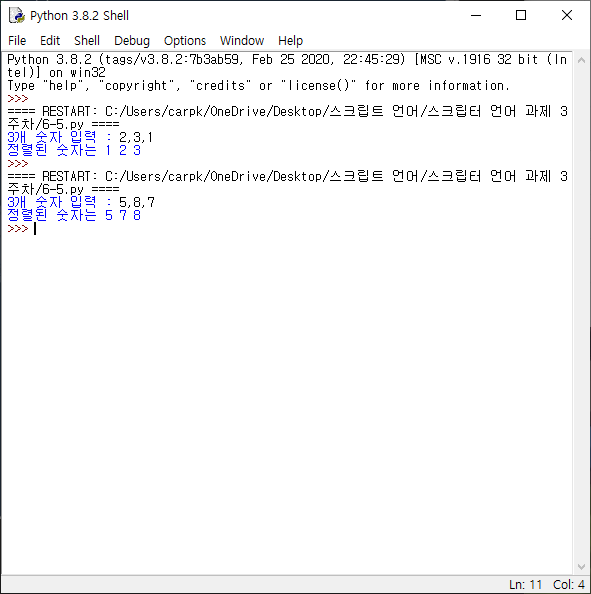 Python 3.8.2 Shell
File Edit Shell Debug Options Window Help
Python 3.8.2 (tags/v3.8.2:7b3ab59, Feb 25 2020, 22:45:29) [MSC v.1916 32 bit (In
tel)] on win32
Type "help", "copyright", "credits" or "license()" for more information.
>>>
==== RESTART: C:/Users/carpk/OneDrive/Desktop/스크립트 언어/스크립터 언어 과제 3
주차/6-5.py ====
3개 숫자 입력 : 2,3,1
정렬된 숫자는 1 2 3
>>>
==== RESTART: C:/Users/carpk/OneDrive/Desktop/스크립트 언어/스크립터 언어 과제 3
주차/6-5.py ====
3개 숫자 입력 : 5,8,7
정렬된 숫자는 5 7 8
>>>
Ln: 11 Col: 4